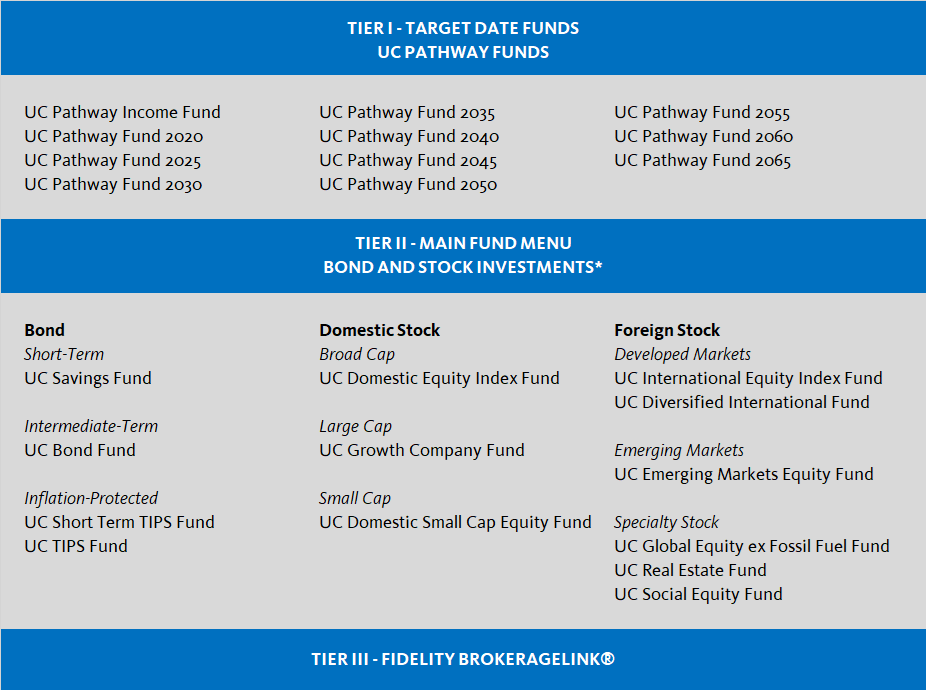 TIER I - TARGET DATE FUNDS
UC PATHWAY FUNDS
UC Pathway Income Fund
UC Pathway Fund 2020
UC Pathway Fund 2025
UC Pathway Fund 2030
UC Pathway Fund 2035
UC Pathway Fund 2040
UC Pathway Fund 2045
UC Pathway Fund 2050
UC Pathway Fund 2055
UC Pathway Fund 2060
UC Pathway Fund 2065
TIER II - MAIN FUND MENU
BOND AND STOCK INVESTMENTS*
Bond
Short-Term
UC Savings Fund
Intermediate-Term
UC Bond Fund
Inflation-Protected
UC Short Term TIPS Fund
UC TIPS Fund
Domestic Stock
Broad Cap
UC Domestic Equity Index Fund
Large Cap
UC Growth Company Fund
Small Cap
UC Domestic Small Cap Equity Fund
Foreign Stock
Developed Markets
UC International Equity Index Fund
UC Diversified International Fund
Emerging Markets
UC Emerging Markets Equity Fund
Specialty Stock
UC Global Equity ex Fossil Fuel Fund
UC Real Estate Fund
UC Social Equity Fund
TIER III - FIDELITY BROKERAGELINK®